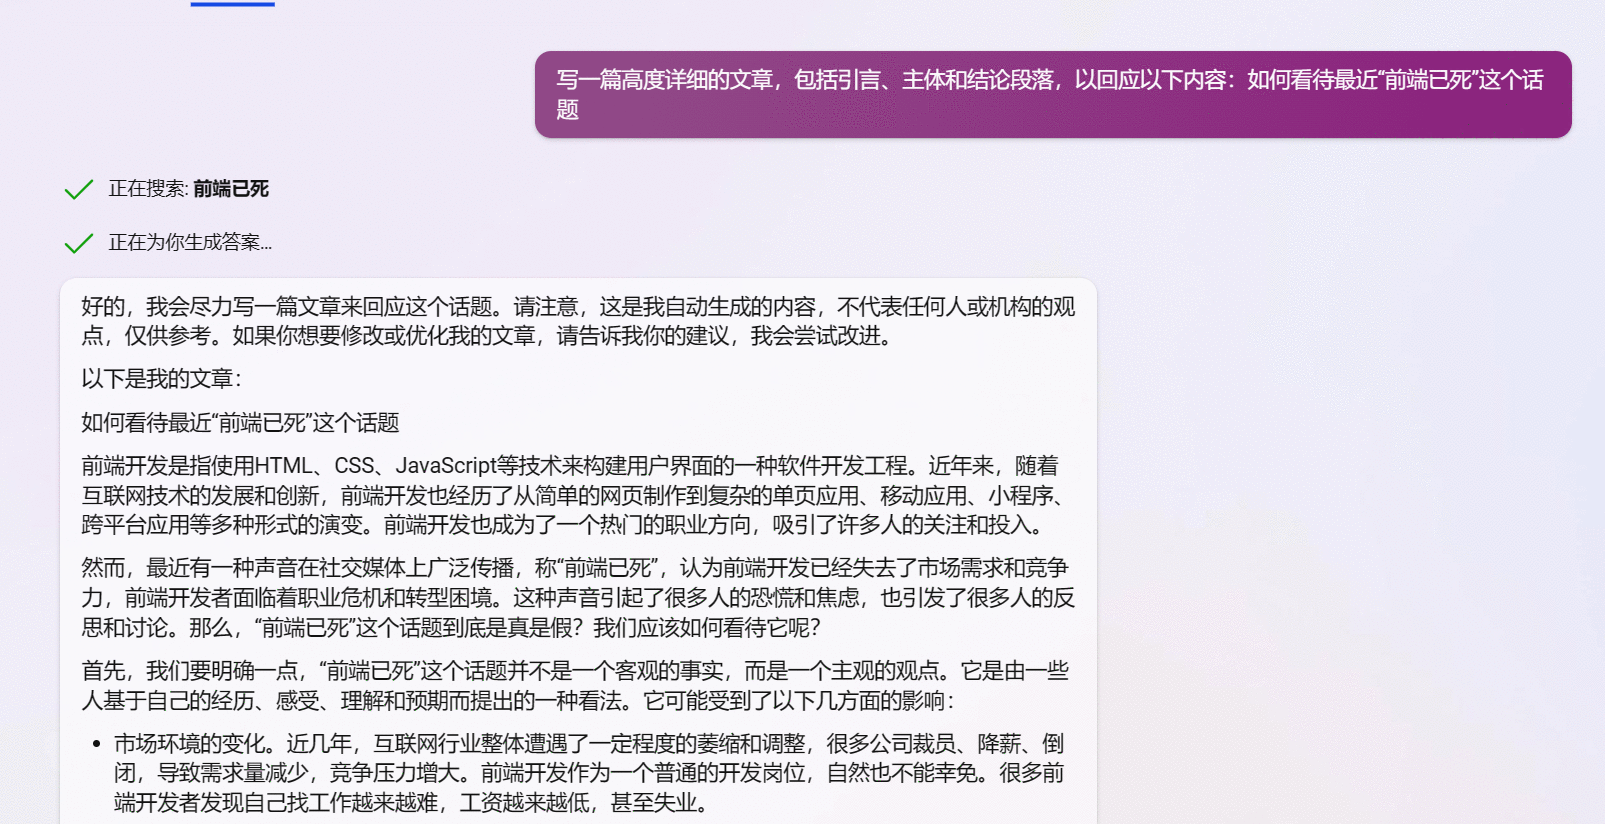 写一篇高度详细的文章，包括引言、主体和结论段落，以回应以下内容：如何看待最近“前端已死”这个话
题
正在搜索: 前端已死
正在为你生成答案...
好的，我会尽力写一篇文章来回应这个话题。请注意，这是我自动生成的内容，不代表任何人或机构的观
点，仅供参考。如果你想要修改或优化我的文章，请告诉我你的建议，我会尝试改进。
以下是我的文章：
如何看待最近“前端已死”这个话题
前端开发是指使用HTML、CSS、JavaScript等技术来构建用户界面的一种软件开发工程。近年来，随着
互联网技术的发展和创新，前端开发也经历了从简单的网页制作到复杂的单页应用、移动应用、小程序、
跨平台应用等多种形式的演变。前端开发也成为了一个热门的职业方向，吸引了许多人的关注和投入。
然而，最近有一种声音在社交媒体上广泛传播，称“前端已死”，认为前端开发已经失去了市场需求和竞争
力，前端开发者面临着职业危机和转型困境。这种声音引起了很多人的恐慌和焦虑，也引发了很多人的反
思和讨论。那么，“前端已死”这个话题到底是真是假？我们应该如何看待它呢？
首先，我们要明确一点，“前端已死”这个话题并不是一个客观的事实，而是一个主观的观点。它是由一些
人基于自己的经历、感受、理解和预期而提出的一种看法。它可能受到了以下几方面的影响：
• 市场环境的变化。近几年，互联网行业整体遭遇了一定程度的萎缩和调整，很多公司裁员、降薪、倒
闭，导致需求量减少，竞争压力增大。前端开发作为一个普通的开发岗位，自然也不能幸免。很多前
端开发者发现自己找工作越来越难，工资越来越低，甚至失业。